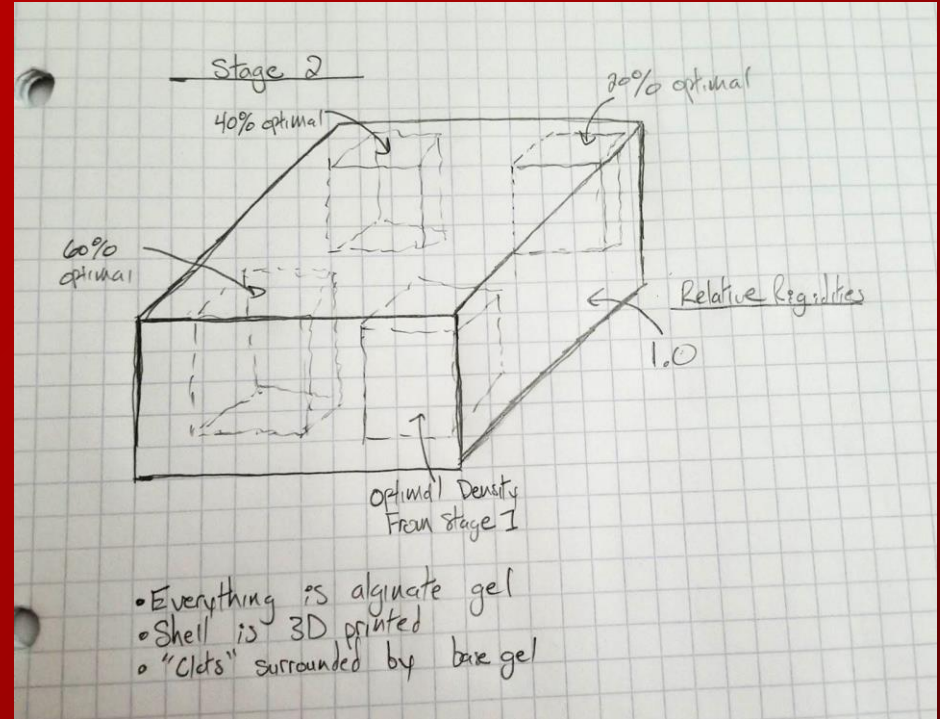 Stage 2
20% optimal
40% optimal
60%
optimal
Relative Rigidities
1.0
Optimal Density
From Stage 1
• Everything is alginate gel
• Shell is 3D printed
• "Clots" surrounded by base gel